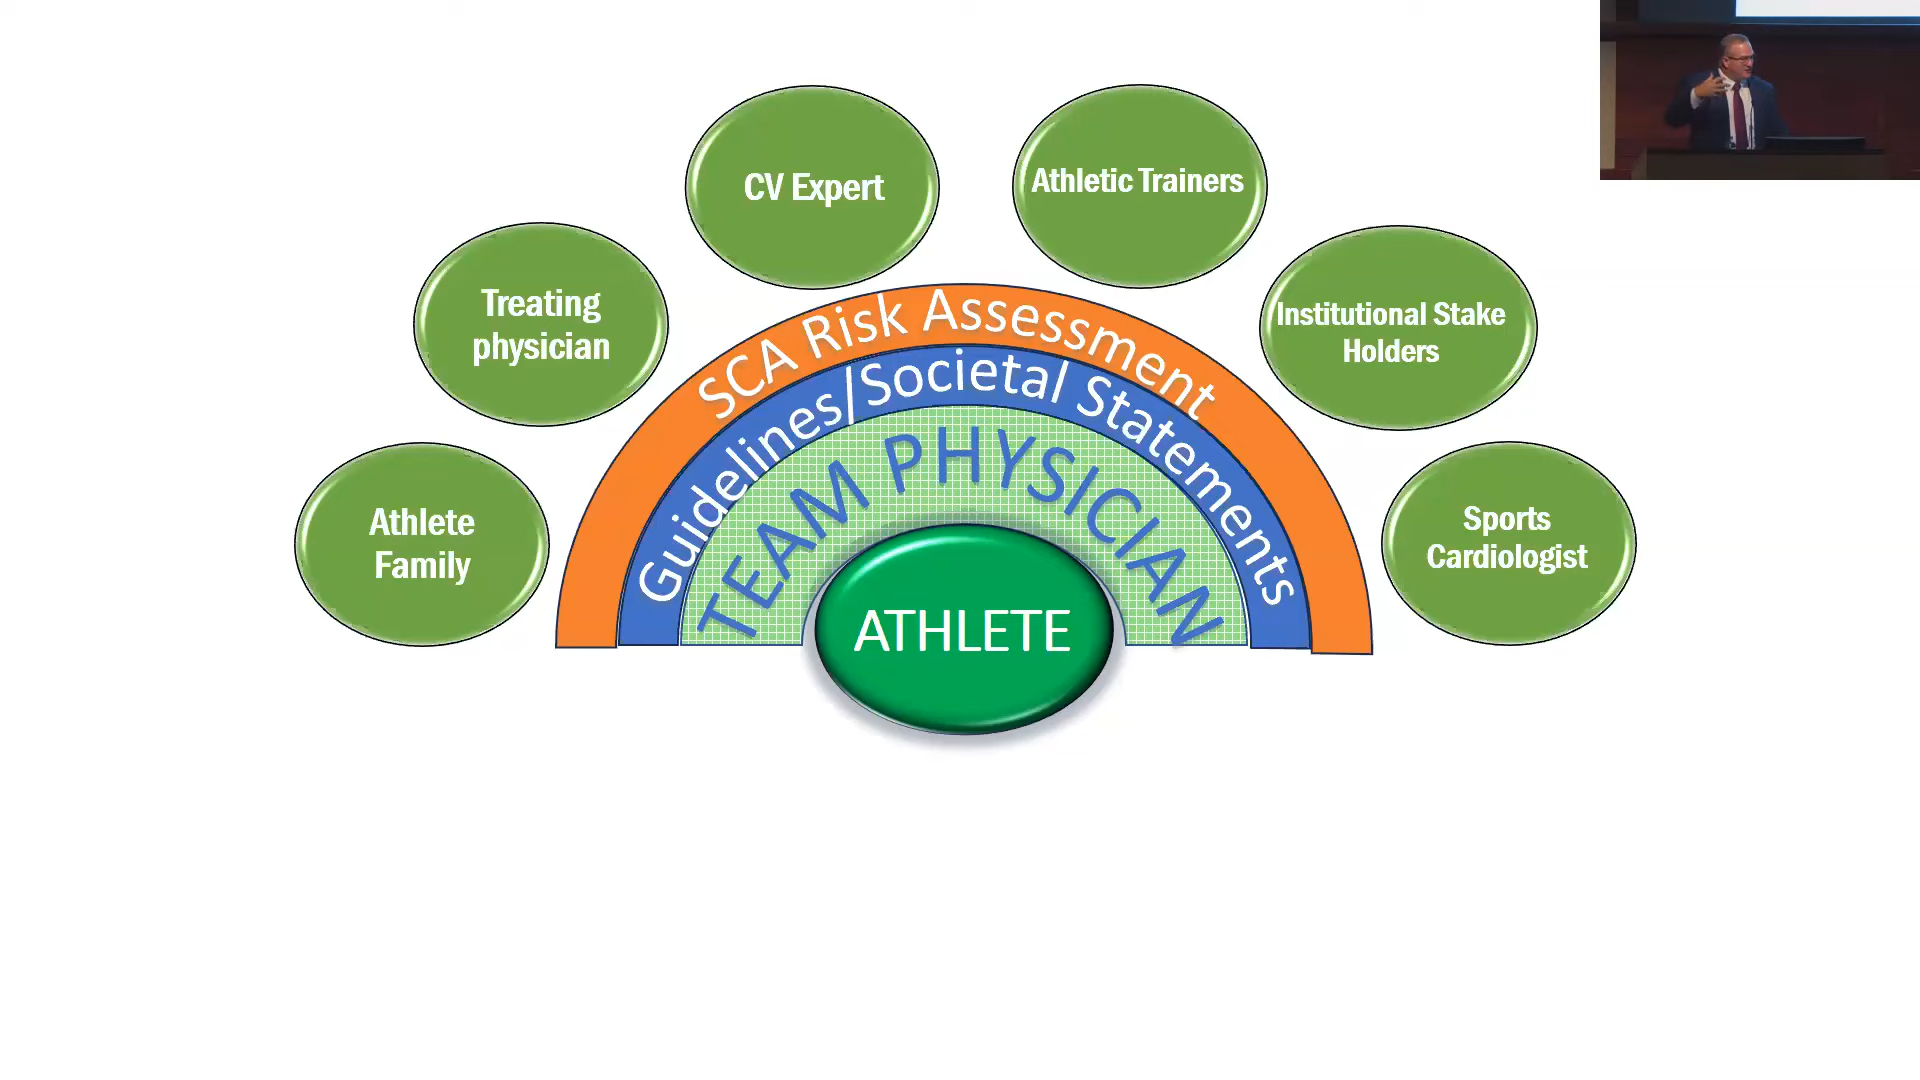 CV Expert
Athletic Trainers
Treating
physician
Institutional Stake
Holders
Athlete
Family
Sports
Cardiologist
SCA Risk Assessment
Guidelines/Societal Statements
TEAM PHYSICIAN
ATHLETE